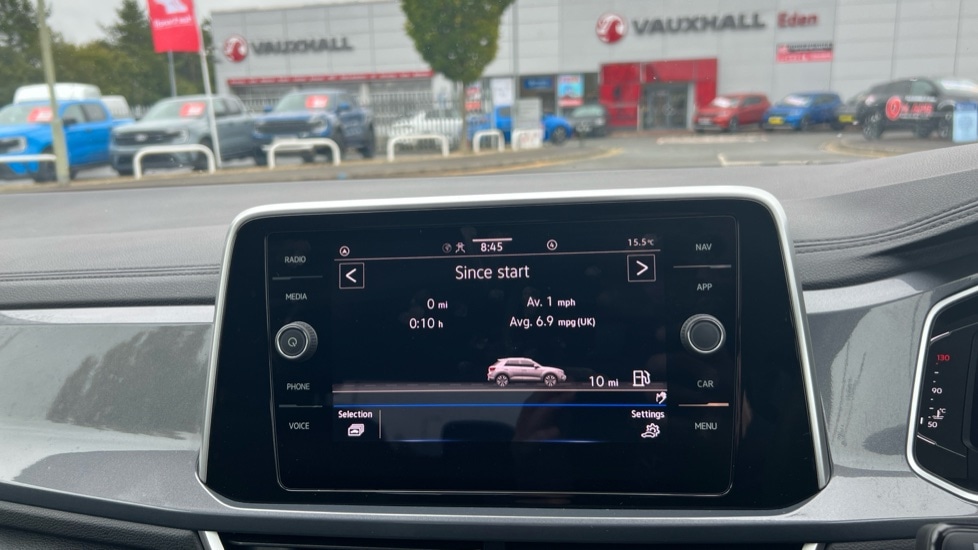 VAUXHALL
VAUXHALL Eden
RADIO
MEDIA
PHONE
VOICE
8:45
15.5°C
<
Since start
>
0 mi
Av. 1 mph
0:10 h
Avg. 6.9 mpg (UK)
10 mi
Selection
Settings
NAV
APP
CAR
MENU
130
90
50
°C